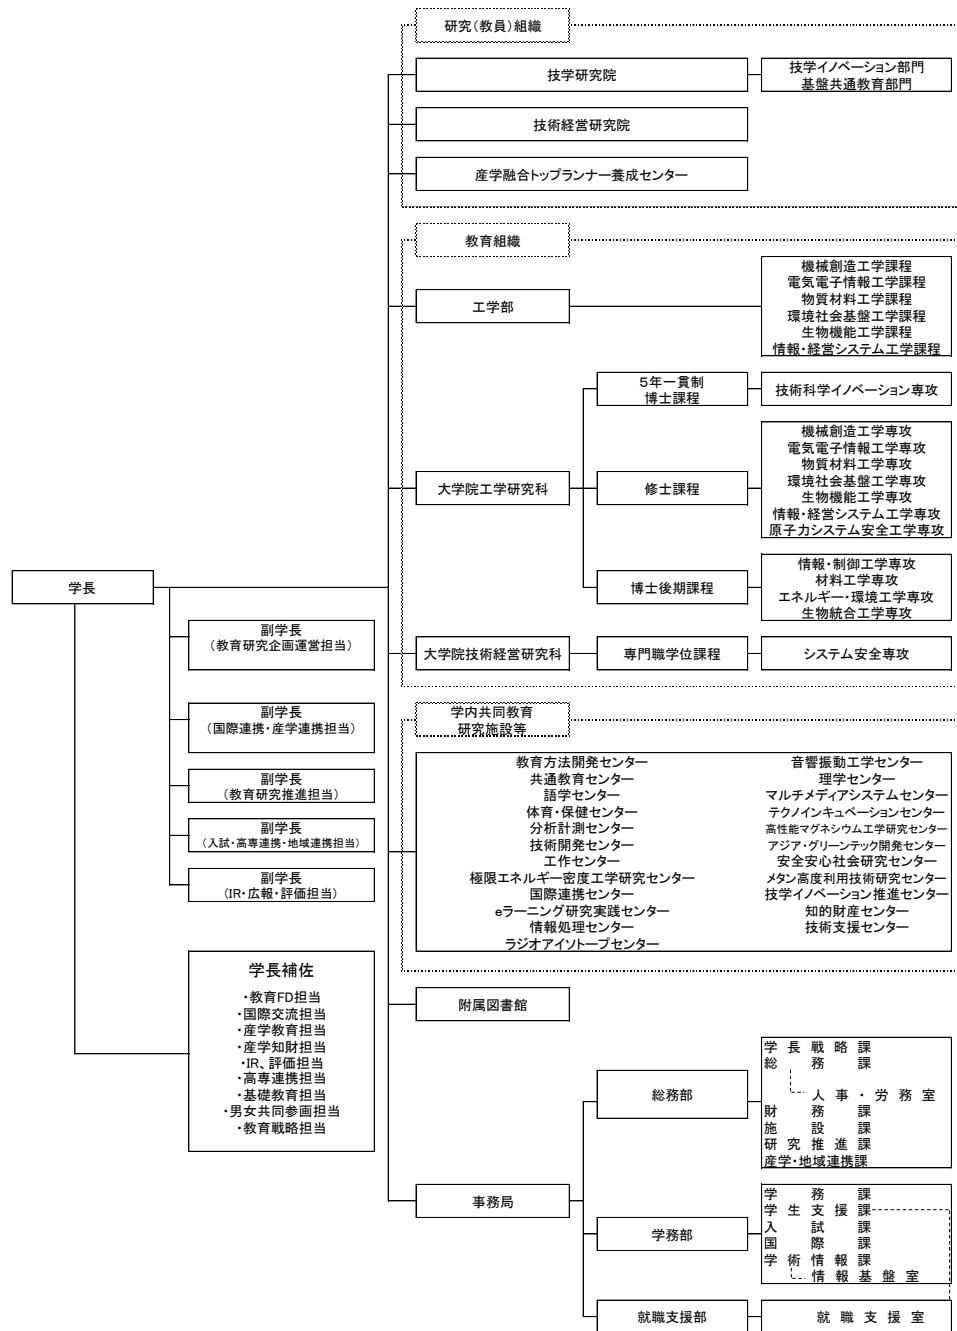 研究(教員)組織
技学研究院
技学イノベーション部門
基盤共通教育部門
技術経営研究院
産学融合トップランナー養成センター
教育組織
工学部
機械創造工学課程
電気電子情報工学課程
物質材料工学課程
環境社会基盤工学課程
生物機能工学課程
情報・経営システム工学課程
大学院工学研究科
5年一貫制
博士課程
技術科学イノベーション専攻
修士課程
機械創造工学専攻
電気電子情報工学専攻
物質材料工学専攻
環境社会基盤工学専攻
生物機能工学専攻
情報・経営システム工学専攻
原子力システム安全工学専攻
博士後期課程
情報・制御工学専攻
材料工学専攻
エネルギー・環境工学専攻
生物統合工学専攻
大学院技術経営研究科
専門職学位課程
システム安全専攻
学長
副学長
(教育研究企画運営担当)
副学長
(国際連携・産学連携担当)
副学長
(教育研究推進担当)
副学長
(入試・高専連携・地域連携担当)
副学長
(IR・広報・評価担当)
学長補佐
・教育FD担当
・国際交流担当
・産学教育担当
・産学知財担当
・IR、評価担当
・高専連携担当
・基礎教育担当
・男女共同参画担当
・教育戦略担当
学内共同教育
研究施設等
教育方法開発センター
共通教育センター
語学センター
体育・保健センター
分析計測センター
技術開発センター
工作センター
極限エネルギー密度工学研究センター
国際連携センター
eラーニング研究実践センター
情報処理センター
ラジオアイソトープセンター
音響振動工学センター
理学センター
マルチメディアシステムセンター
テクノインキュベーションセンター
高性能マグネシウム工学研究センター
アジア・グリーンテック開発センター
安全安心社会研究センター
メタン高度利用技術研究センター
技学イノベーション推進センター
知的財産センター
技術支援センター
附属図書館
事務局
総務部
学長戦略課
総務課
人事・労務室
財務課
施設課
研究推進課
産学・地域連携課
学務部
学務課
学生支援課
入試課
国際課
学術情報課
情報基盤室
就職支援部
就職支援室